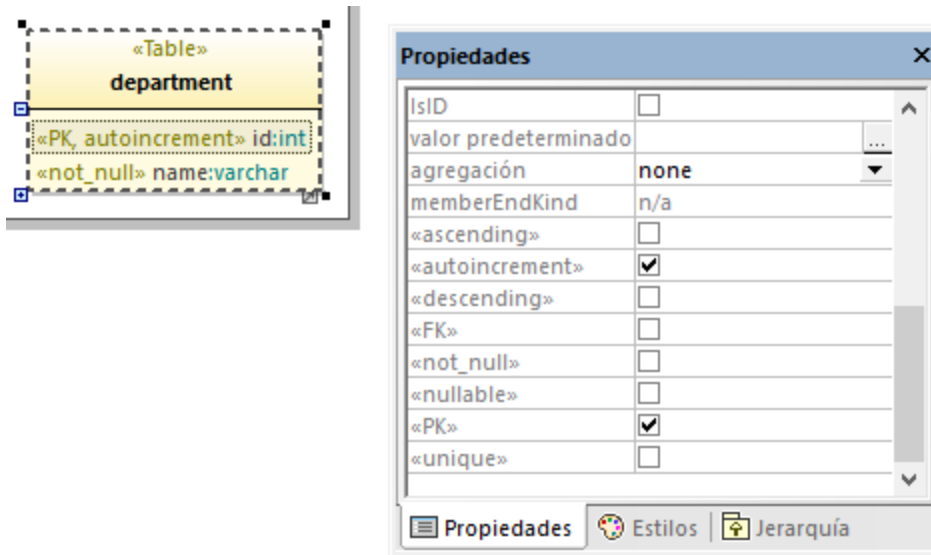 «Table»
department
«PK, autoincrement» id:int
«not_null» name:varchar
Propiedades
IsID
valor predeterminado ...
agregación none
memberEndKind n/a
«ascending»
«autoincrement»
«descending»
«FK»
«not_null»
«nullable»
«PK»
«unique»
Propiedades Estilos Jerarquía